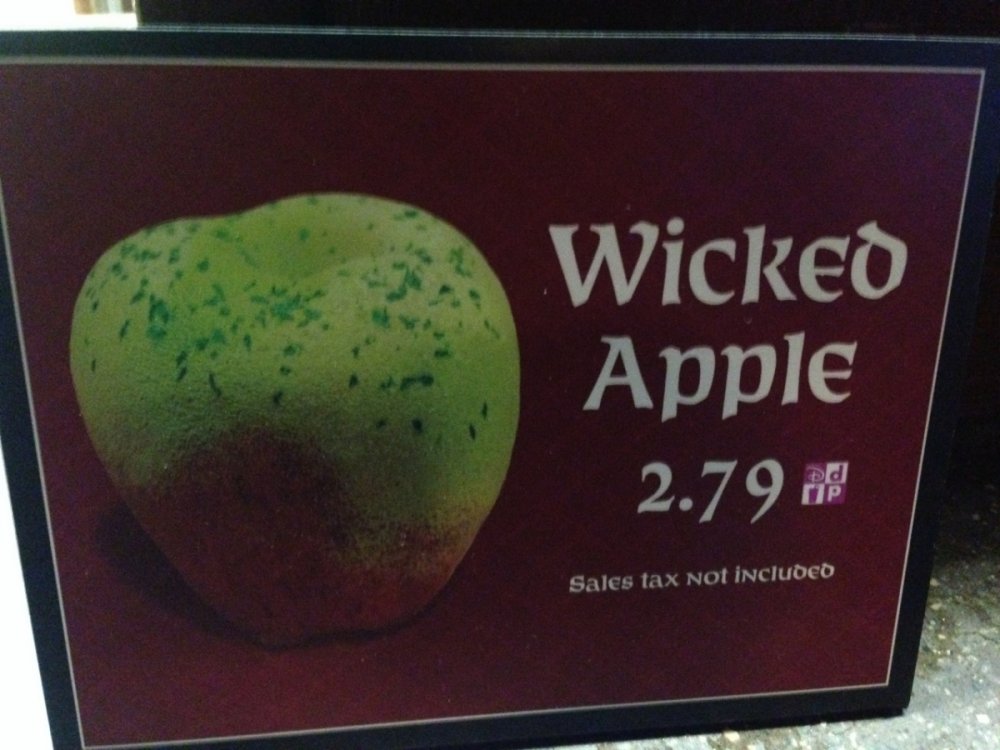 Wicked
Apple
2.79
D d
P
Sales tax not included